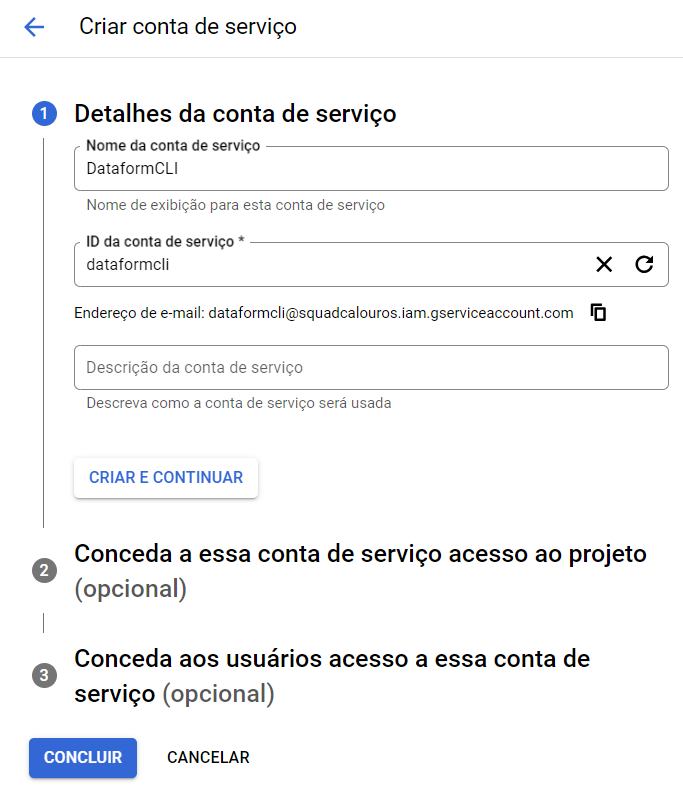 Criar conta de serviço
1 Detalhes da conta de serviço
Nome da conta de serviço
DataformCLI
Nome de exibição para esta conta de serviço
ID da conta de serviço *
dataformcli
Endereço de e-mail: dataformcli@squadcalouros.iam.gserviceaccount.com
Descrição da conta de serviço
Descreva como a conta de serviço será usada
CRIAR E CONTINUAR
2 Conceda a essa conta de serviço acesso ao projeto
(opcional)
3 Conceda aos usuários acesso a essa conta de
serviço (opcional)
CONCLUIR CANCELAR